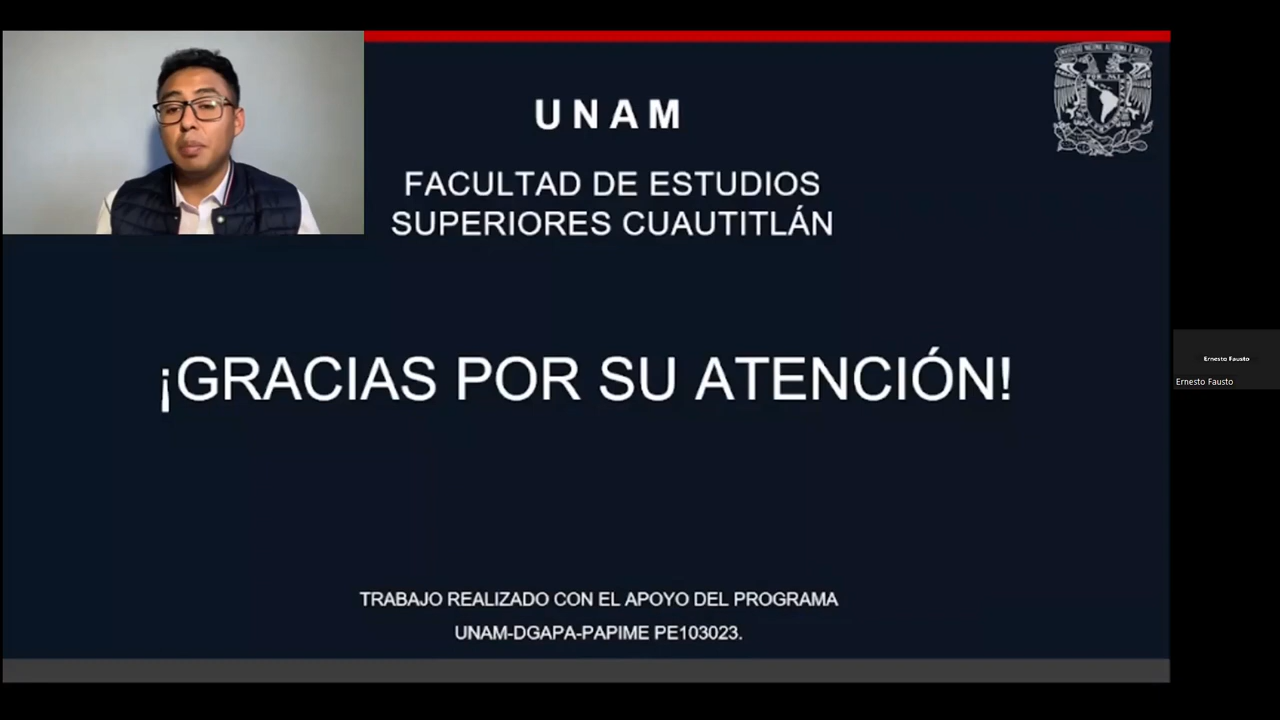 UNAM
FACULTAD DE ESTUDIOS
SUPERIORES CUAUTITLÁN
¡GRACIAS POR SU ATENCIÓN!
TRABAJO REALIZADO CON EL APOYO DEL PROGRAMA
UNAM-DGAPA-PAPIME PE103023.
Ernesto Fausto
Ernesto Fausto